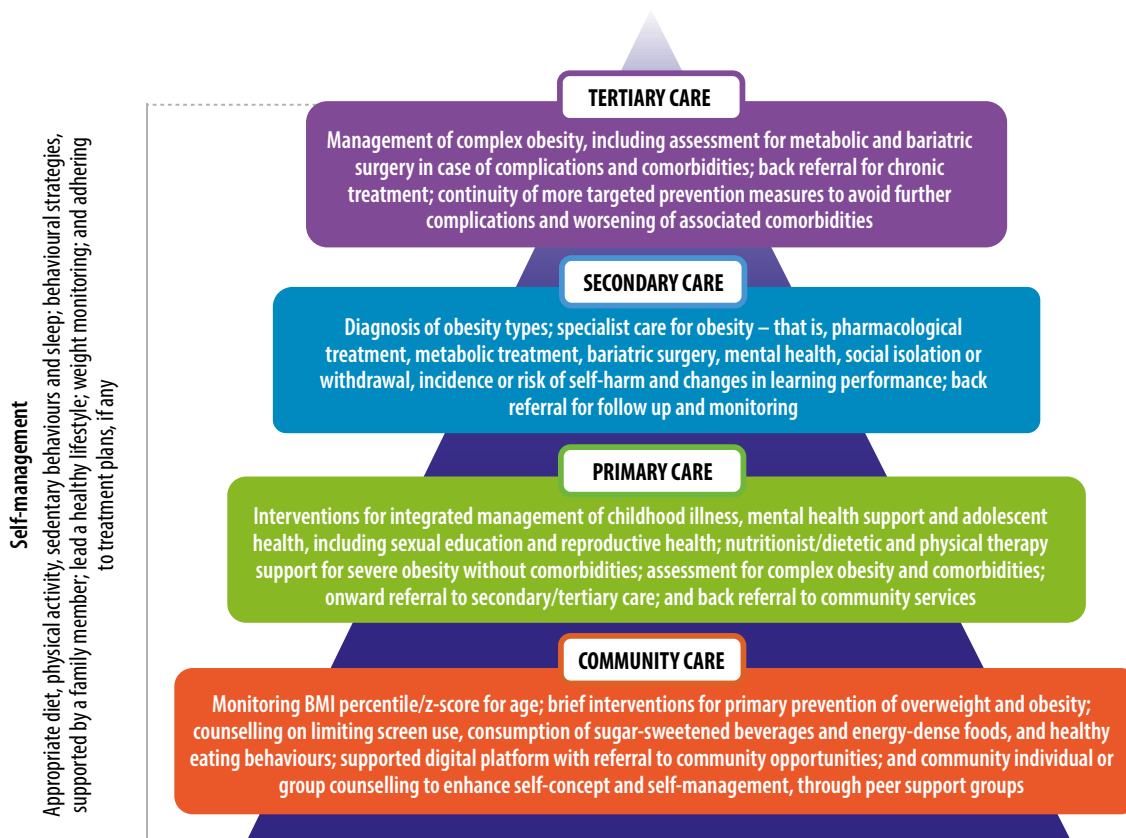 Self-management
Appropriate diet, physical activity, sedentary behaviours and sleep; behavioural strategies,
supported by a family member; lead a healthy lifestyle; weight monitoring; and adhering
to treatment plans, if any
TERTIARY CARE
Management of complex obesity, including assessment for metabolic and bariatric
surgery in case of complications and comorbidities; back referral for chronic
treatment; continuity of more targeted prevention measures to avoid further
complications and worsening of associated comorbidities
SECONDARY CARE
Diagnosis of obesity types; specialist care for obesity – that is, pharmacological
treatment, metabolic treatment, bariatric surgery, mental health, social isolation or
withdrawal, incidence or risk of self-harm and changes in learning performance; back
referral for follow up and monitoring
PRIMARY CARE
Interventions for integrated management of childhood illness, mental health support and adolescent
health, including sexual education and reproductive health; nutritionist/dietetic and physical therapy
support for severe obesity without comorbidities; assessment for complex obesity and comorbidities;
onward referral to secondary/tertiary care; and back referral to community services
COMMUNITY CARE
Monitoring BMI percentile/z-score for age; brief interventions for primary prevention of overweight and obesity;
counselling on limiting screen use, consumption of sugar-sweetened beverages and energy-dense foods, and healthy
eating behaviours; supported digital platform with referral to community opportunities; and community individual or
group counselling to enhance self-concept and self-management, through peer support groups